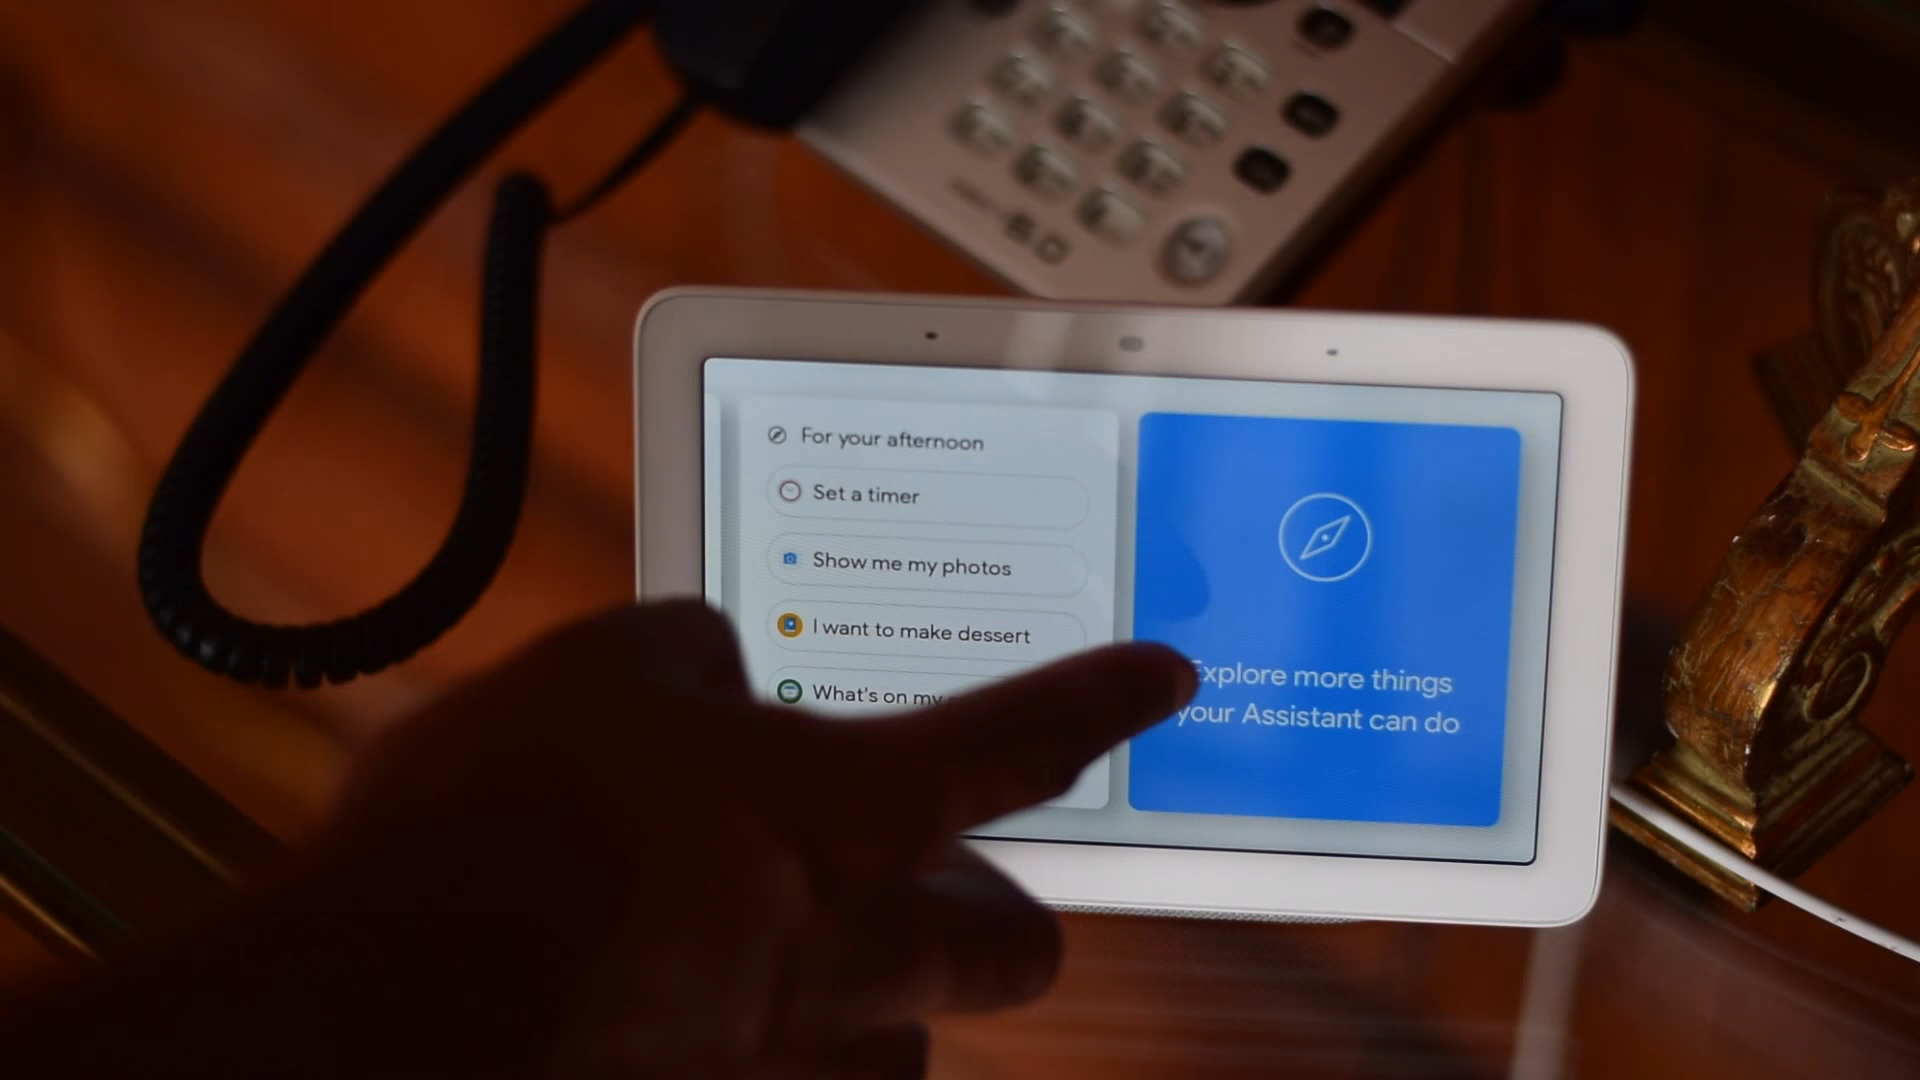 For your afternoon
Set a timer
Show me my photos
I want to make dessert
What's on my
Explore more things
your Assistant can do